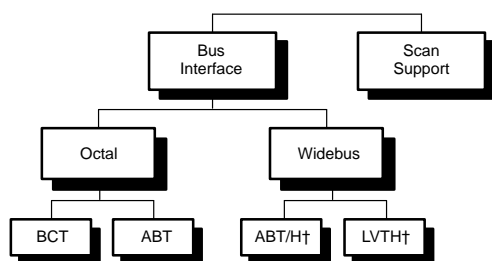 Bus
Interface
Scan
Support
Octal
Widebus
BCT
ABT
ABT/H†
LVTH†